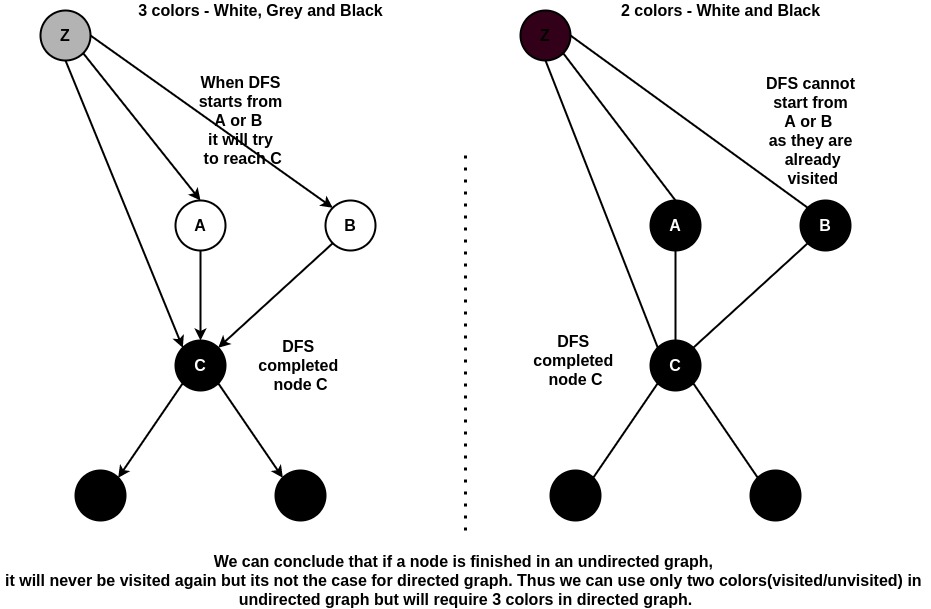 3 colors - White, Grey and Black
Z
When DFS
starts from
A or B
it will try
to reach C
A
B
C
DFS
completed
node C
2 colors - White and Black
Z
DFS cannot
start from
A or B
as they are
already
visited
A
B
DFS
completed
node C
C
We can conclude that if a node is finished in an undirected graph,
it will never be visited again but its not the case for directed graph. Thus we can use only two colors(visited/unvisited) in
undirected graph but will require 3 colors in directed graph.